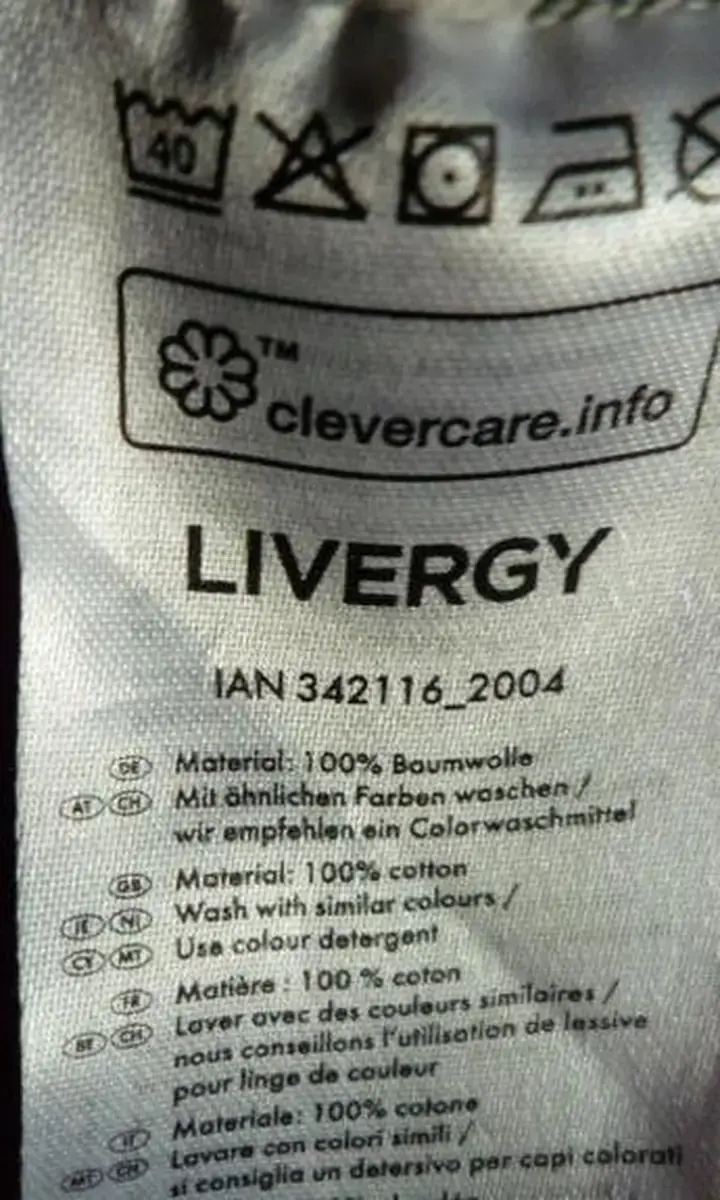 40
™
clevercare.info
LIVERGY
IAN 342116_2004
DE Material: 100% Baumwolle
AT CH Mit ähnlichen Farben waschen /
wir empfehlen ein Colorwaschmittel
GB Material: 100% cotton
IE NI Wash with similar colours /
CY MT Use colour detergent
FR Matière : 100 % coton
BE CH Laver avec des couleurs similaires /
nous conseillons l'utilisation de lessive
pour linge de couleur
IT Materiale: 100% cotone
MT CH Lavare con colori simili /
si consiglia un detersivo per capi colorati